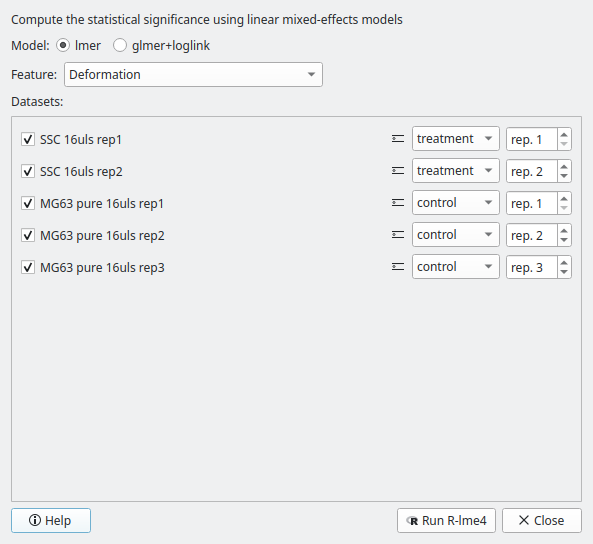 Compute the statistical significance using linear mixed-effects models
Model: lmer glmer+loglink
Feature: Deformation
Datasets:
SSC 16uls rep1 treatment rep. 1
SSC 16uls rep2 treatment rep. 2
MG63 pure 16uls rep1 control rep. 1
MG63 pure 16uls rep2 control rep. 2
MG63 pure 16uls rep3 control rep. 3
Help Run R-lme4 Close